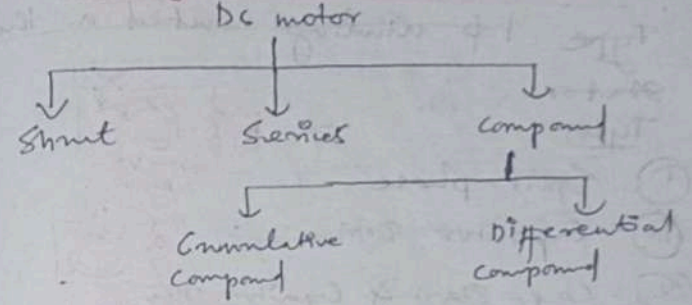 DC motor
Shunt
Series
Compound
Cumulative
compound
Differential
compound